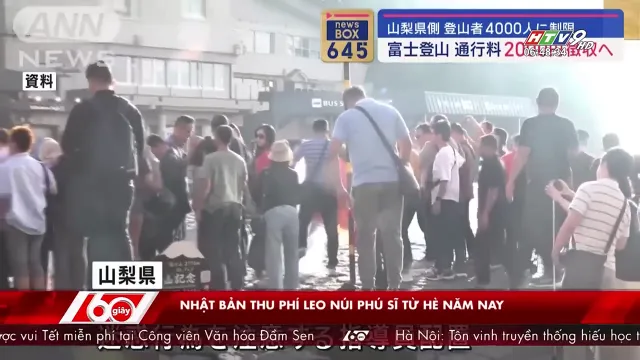 ANN
NEWS
資料
NEWS
BOX
645
山梨県側 登山者4000人に制限
富士登山 通行料
HTV9
HD
山梨県
60
giây
NHẬT BẢN THU PHÍ LEO NÚI PHÚ SĨ TỪ HÈ NĂM NAY
ược vui Tết miễn phí tại Công viên Văn hóa Đầm Sen
Hà Nội: Tôn vinh truyền thống hiếu học